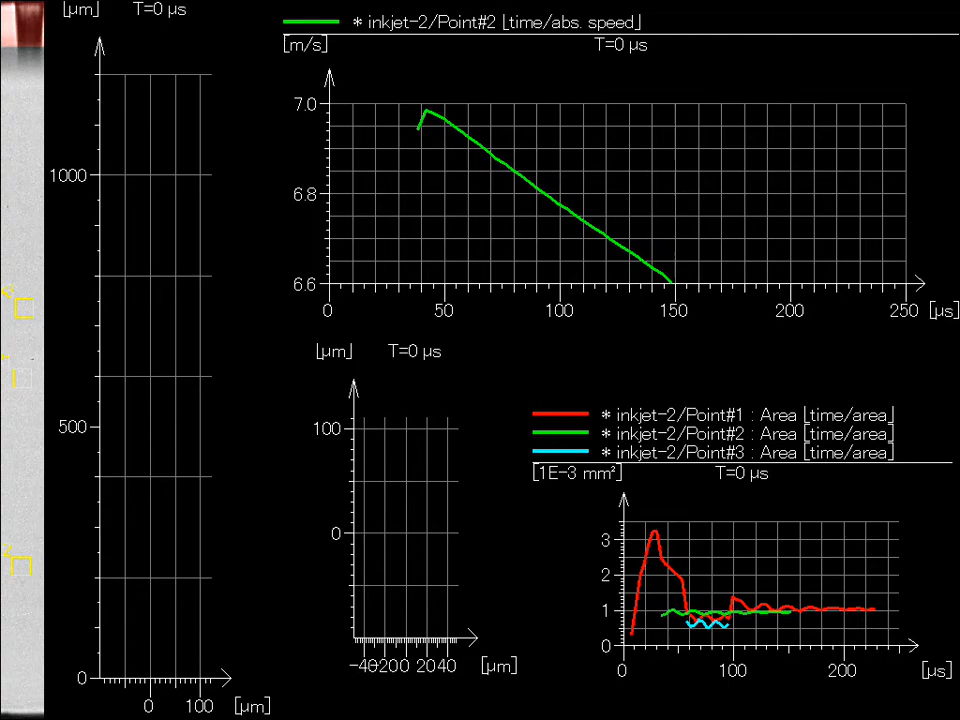 [μm] T=0 μs
1000
500
0
0 100 [μm]
* inkjet-2/Point#2 [time/abs. speed]
[m/s] T=0 μs
7.0
6.8
6.6
0 50 100 150 200 250 [μs]
[μm] T=0 μs
100
0
-40 -20 0 20 40 [μm]
* inkjet-2/Point#1 : Area [time/area]
* inkjet-2/Point#2 : Area [time/area]
* inkjet-2/Point#3 : Area [time/area]
[1E-3 mm²] T=0 μs
3
2
1
0
0 100 200 [μs]